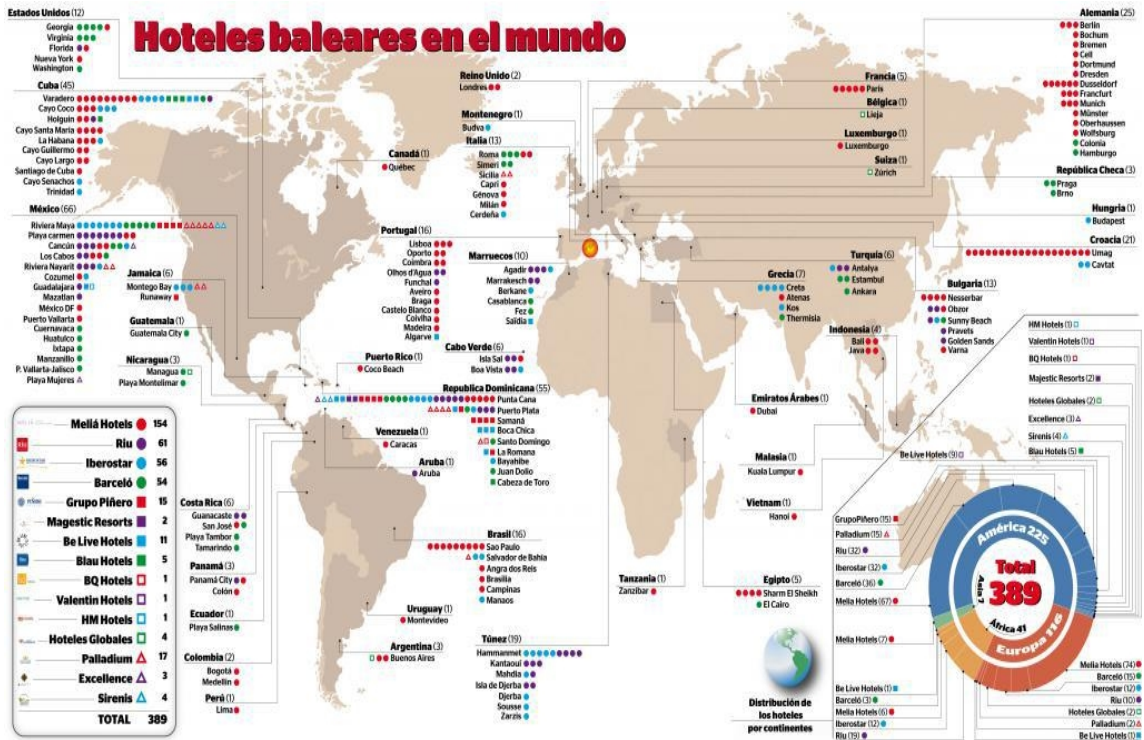 Hoteles baleares en el mundo
Estados Unidos (12)
Georgia
Virginia
Florida
Nueva York
Washington
Cuba (45)
Varadero
Cayo Coco
Holguín
Cayo Santa María
La Habana
Cayo Guillermo
Cayo Largo
Santiago de Cuba
Cayo Senachos
Trinidad
México (66)
Riviera Maya
Playa carmen
Cancún
Los Cabos
Riviera Nayarit
Cozumel
Guadalajara
Mazatlan
México DF
Puerto Vallarta
Cuernavaca
Huatulco
Ixtapa
Manzanillo
P. Vallarta-Jalisco
Playa Mujeres
Jamaica (6)
Montego Bay
Runaway
Guatemala (1)
Guatemala City
Nicaragua (3)
Managua
Playa Montelimar
Canadá (1)
Québec
Reino Unido (2)
Londres
Montenegro (1)
Budva
Italia (13)
Roma
Simeri
Sicilia
Capri
Génova
Milán
Cerdeña
Portugal (16)
Lisboa
Oporto
Coimbra
Olhos d'Agua
Funchal
Aveiro
Braga
Castelo Blanco
Coivlha
Madeira
Algarve
Marruecos (10)
Agadir
Marrakesch
Berkane
Casablanca
Fez
Saïdia
Cabo Verde (6)
Isla Sal
Boa Vista
Puerto Rico (1)
Coco Beach
Republica Dominicana (55)
Punta Cana
Puerto Plata
Samaná
Boca Chica
Santo Domingo
La Romana
Bayahibe
Juan Dolio
Cabeza de Toro
Venezuela (1)
Caracas
Aruba (1)
Aruba
Francia (5)
París
Bélgica (1)
Lieja
Luxemburgo (1)
Luxemburgo
Suiza (1)
Zúrich
Alemania (25)
Berlin
Bochum
Bremen
Cell
Dortmund
Dresden
Dusseldorf
Francfurt
Munich
Münster
Oberhaussen
Wolfsburg
Colonia
Hamburgo
República Checa (3)
Praga
Brno
Hungria (1)
Budapest
Croacia (21)
Umag
Cavtat
Turquía (6)
Antalya
Estambul
Ankara
Grecia (7)
Creta
Atenas
Kos
Thermisia
Bulgaria (13)
Nesserbar
Obzor
Sunny Beach
Pravets
Golden Sands
Varna
Indonesia (4)
Bali
Java
Emiratos Árabes (1)
Dubai
Malasia (1)
Kuala Lumpur
Vietnam (1)
Hanoi
Tanzania (1)
Zanzibar
Egipto (5)
Sharm El Sheikh
El Cairo
Costa Rica (6)
Guanacaste
San José
Playa Tambor
Tamarindo
Panamá (3)
Panamá City
Colón
Ecuador (1)
Playa Salinas
Colombia (2)
Bogotá
Medellín
Perú (1)
Lima
Brasil (16)
Sao Paulo
Salvador de Bahia
Angra dos Reis
Brasilia
Campinas
Manaos
Uruguay (1)
Montevideo
Argentina (3)
Buenos Aires
Túnez (19)
Hammanmet
Kantaoui
Mahdia
Isla de Djerba
Djerba
Sousse
Zarzis
Meliá Hotels 154
Riu 61
Iberostar 56
Barceló 54
Grupo Piñero 15
Magestic Resorts 2
Be Live Hotels 11
Blau Hotels 5
BQ Hotels 1
Valentin Hotels 1
HM Hotels 1
Hoteles Globales 4
Palladium 17
Excellence 3
Sirenis 4
TOTAL 389
Distribución de
los hoteles
por continentes
HM Hotels (1)
Valentin Hotels (1)
BQ Hotels (1)
Majestic Resorts (2)
Hoteles Globales (2)
Excellence (3)
Sirenis (4)
Blau Hotels (5)
Be Live Hotels (9)
GrupoPiñero (15)
Palladium (15)
Riu (32)
Iberostar (32)
Barceló (36)
Melia Hotels (67)
Melia Hotels (7)
Be Live Hotels (1)
Barceló (3)
Melia Hotels (6)
Iberostar (12)
Riu (19)
América 225
Asia 7
Total
389
África 41
Europa 116
Melia Hotels (74)
Barceló (15)
Iberostar (12)
Riu (10)
Hoteles Globales (2)
Palladium (2)
Be Live Hotels (1)